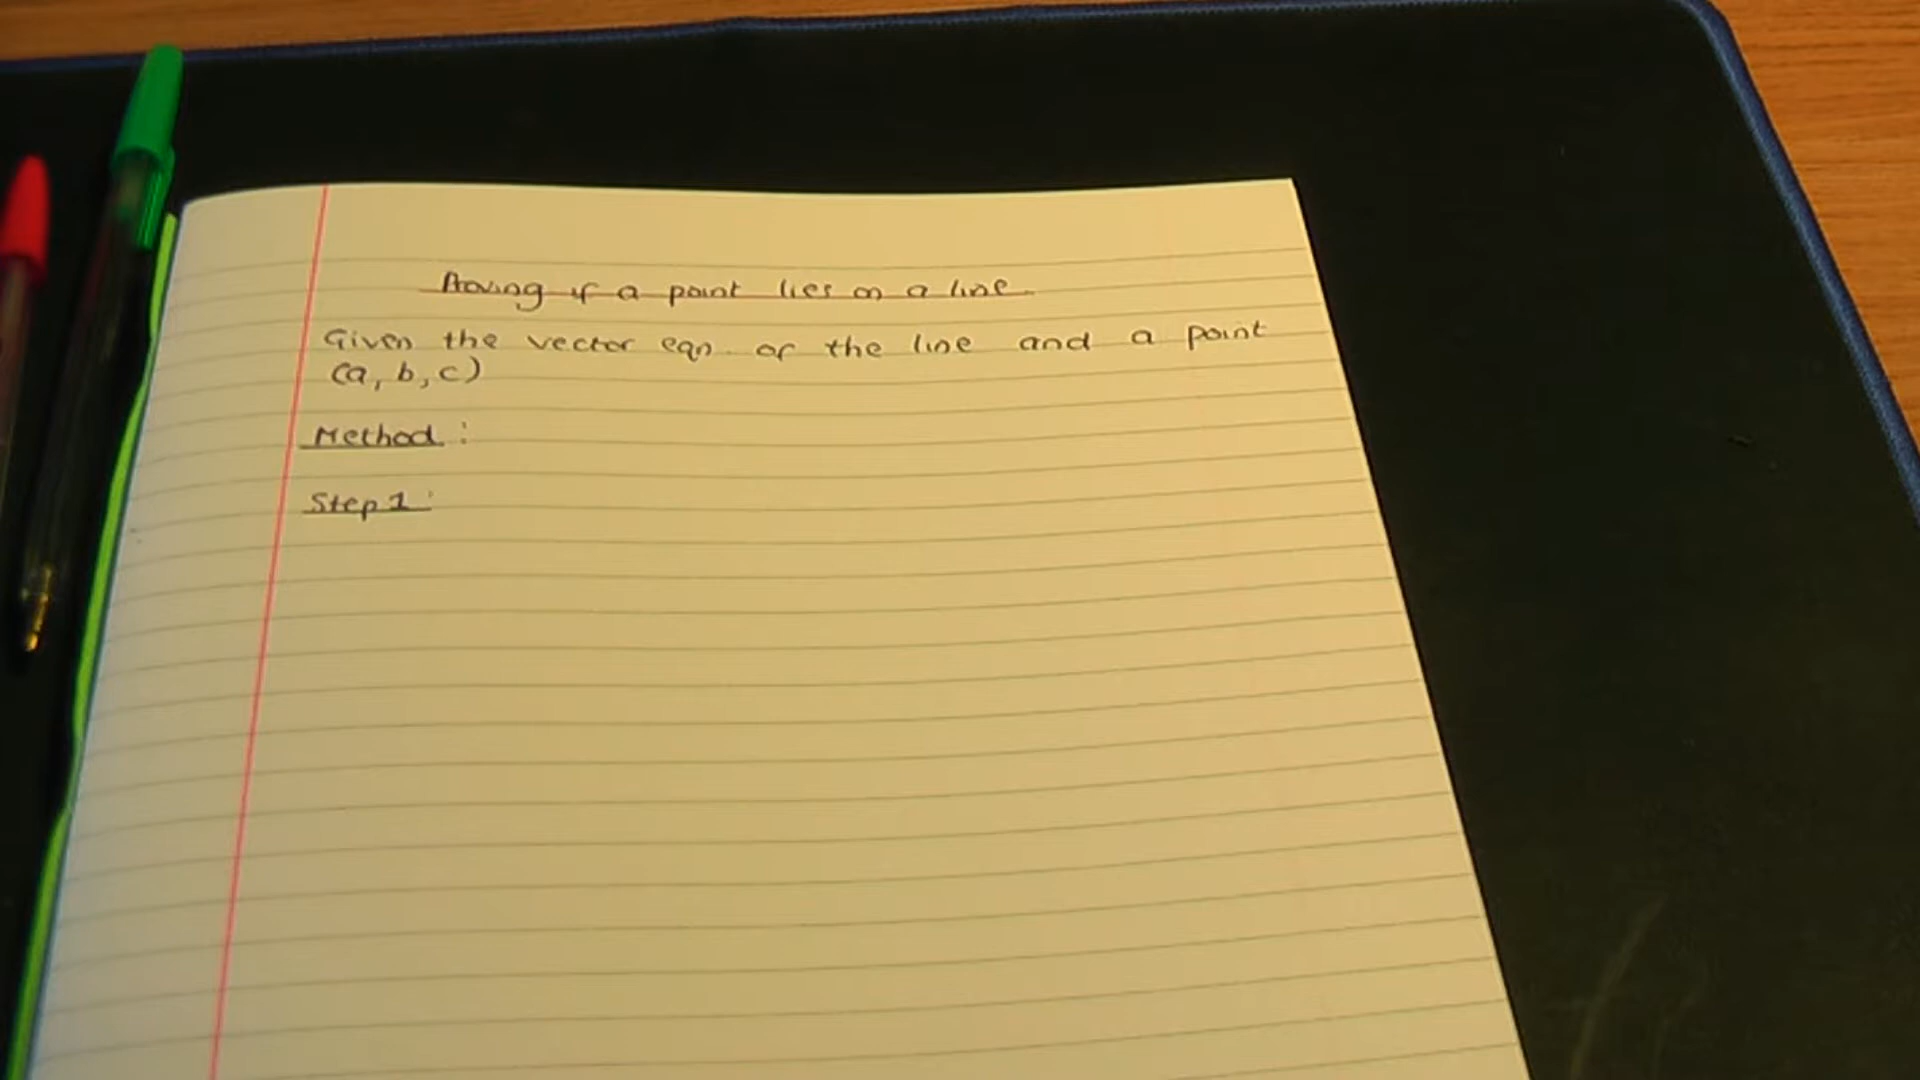 Proving if a point lies on a line.
Given the vector eqn. of the line and a point
(a, b, c)
Method :
Step 1: